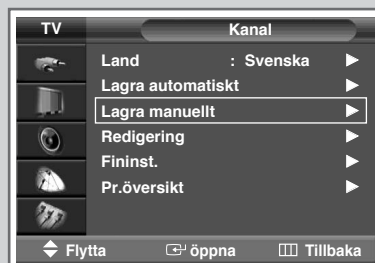 TV Kanal
Land : Svenska
Lagra automatiskt
Lagra manuellt
Redigering
Fininst.
Pr.översikt
Flytta öppna Tillbaka